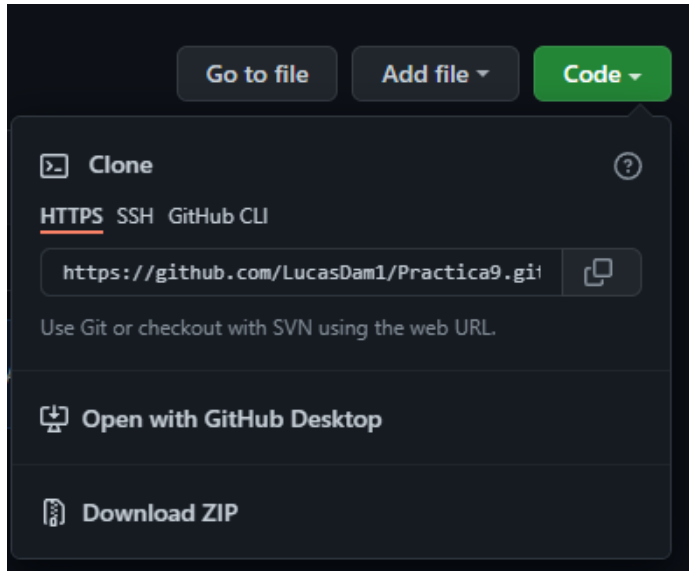 Go to file Add file Code
Clone
HTTPS SSH GitHub CLI
https://github.com/LucasDam1/Practica9.git
Use Git or checkout with SVN using the web URL.
Open with GitHub Desktop
Download ZIP